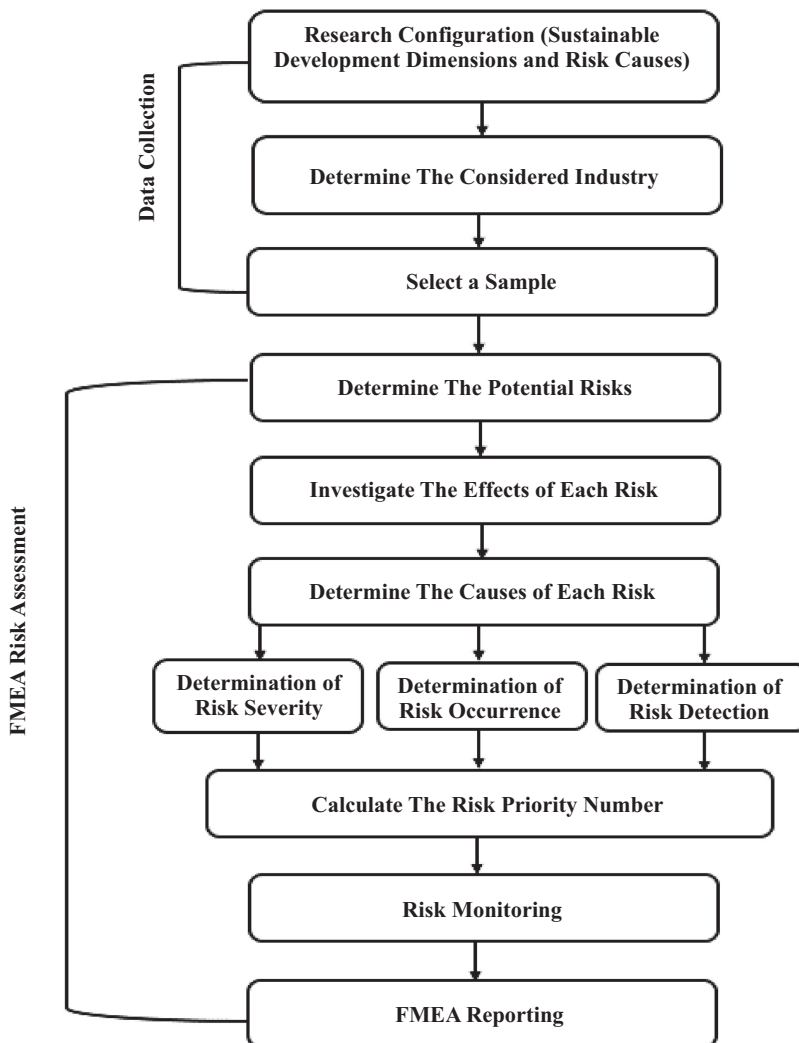 Research Configuration (Sustainable
Development Dimensions and Risk Causes)
Data Collection
Determine The Considered Industry
Select a Sample
Determine The Potential Risks
Investigate The Effects of Each Risk
FMEA Risk Assessment
Determine The Causes of Each Risk
Determination of
Risk Severity
Determination of
Risk Occurrence
Determination of
Risk Detection
Calculate The Risk Priority Number
Risk Monitoring
FMEA Reporting